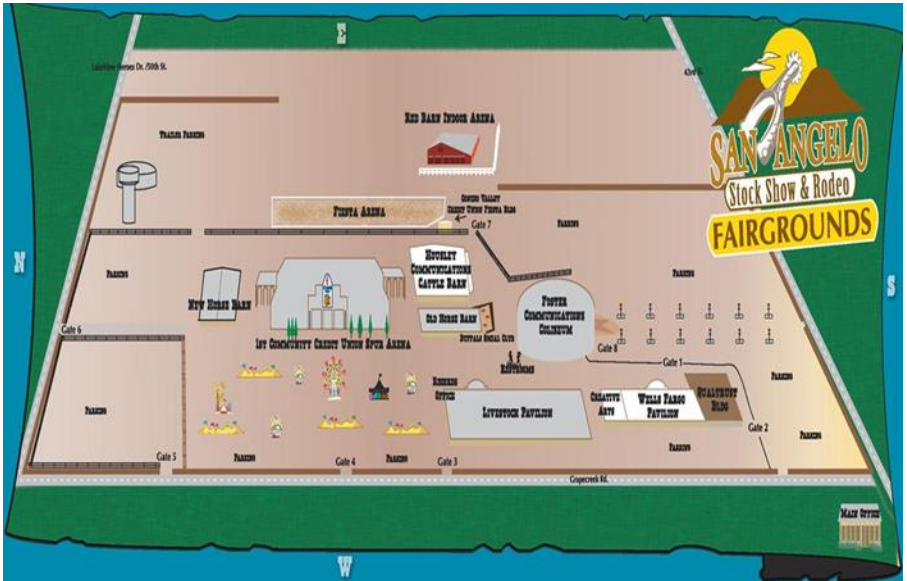 E
Lakeview Heroes Dr. /50th St.
43rd St.
SAN ANGELO
Stock Show & Rodeo
FAIRGROUNDS
RED BARN INDOOR ARENA
TRAILER PARKING
FIESTA ARENA
CONCHO VALLEY
CREDIT UNION FIESTA BLDG
Gate 7
PARKING
N
S
PARKING
PARKING
HOUSLEY
COMMUNICATIONS
CATTLE BARN
NEW HORSE BARN
FOSTER
COMMUNICATIONS
COLISEUM
OLD HORSE BARN
BUFFALO SOCIAL CLUB
Gate 6
1ST COMMUNITY CREDIT UNION SPUR ARENA
Gate 8
Gate 1
RESTROOMS
PARKING
OFFICE
CREATIVE
ARTS
WELLS FARGO
PAVILION
BLDG
PARKING
LIVESTOCK PAVILION
Gate 2
PARKING
Gate 5
PARKING
Gate 4
PARKING
Gate 3
PARKING
Grapecreek Rd.
MAIN OFFICE
W